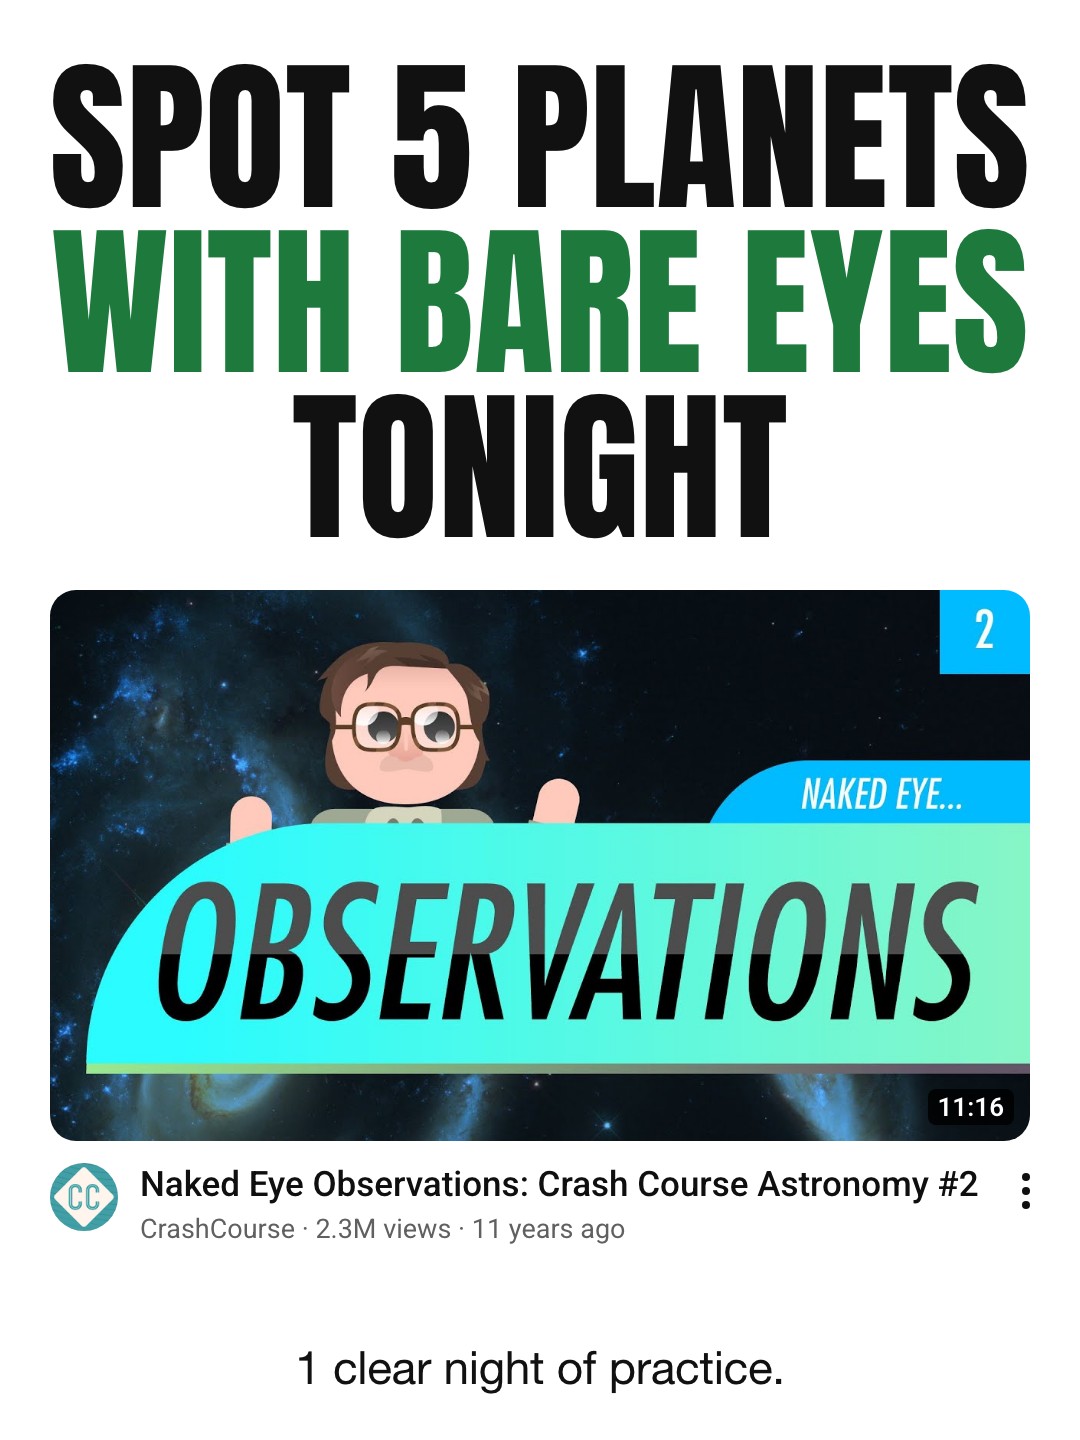 SPOT 5 PLANETS
WITH BARE EYES
TONIGHT
2
NAKED EYE...
OBSERVATIONS
11:16
CC
Naked Eye Observations: Crash Course Astronomy #2
CrashCourse · 2.3M views · 11 years ago
1 clear night of practice.